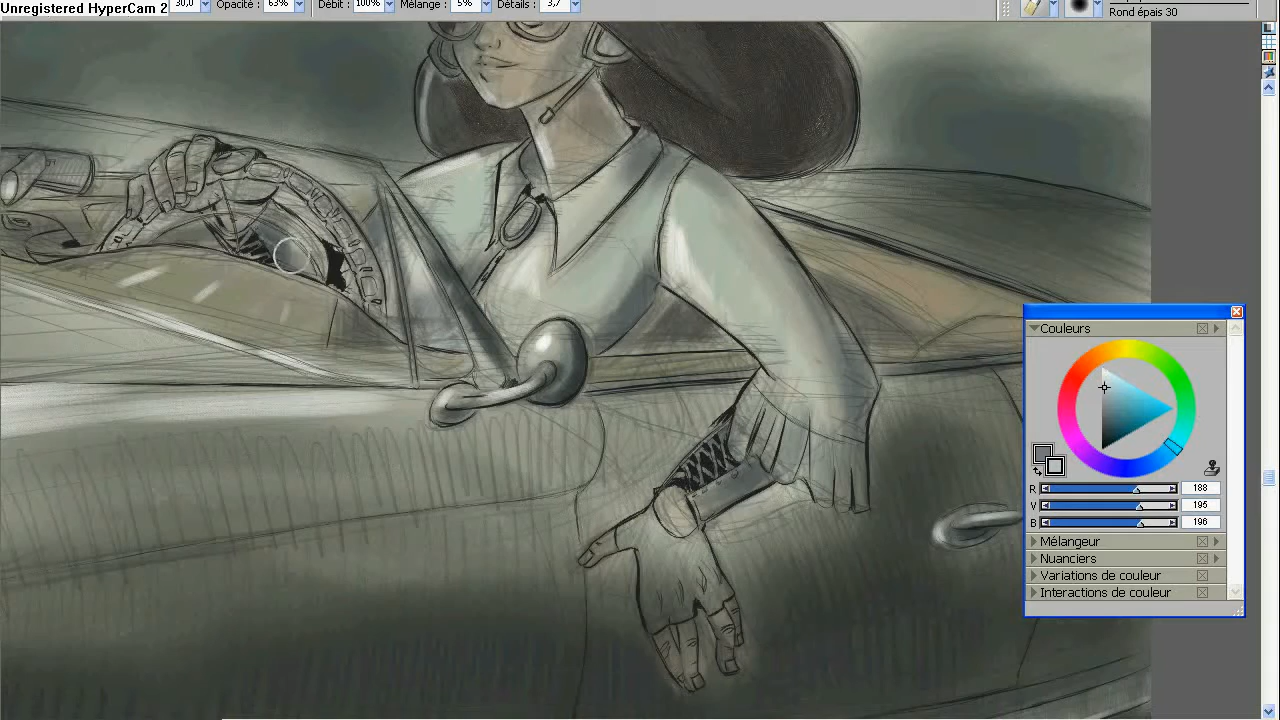 Unregistered HyperCam 2
30,0 Opacité : 63% Débit : 100% Mélange : 5% Détails : 3,7
Rond épais 30
Couleurs
R 188
V 195
B 196
Mélangeur
Nuanciers
Variations de couleur
Interactions de couleur